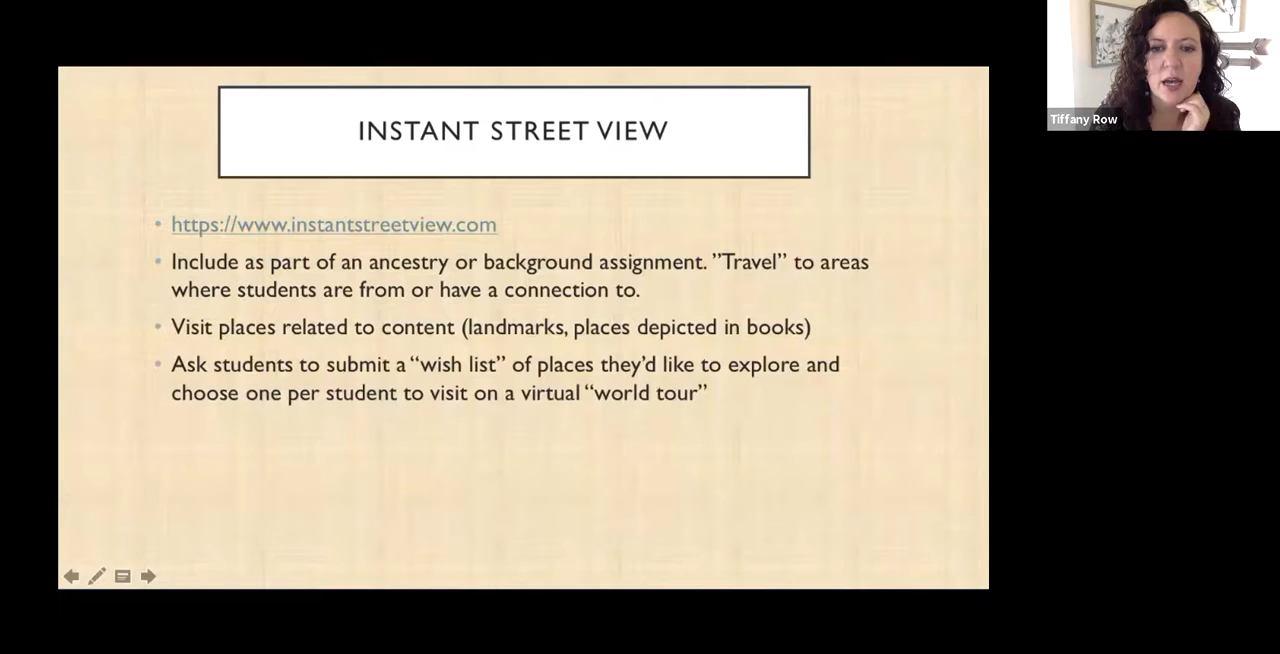 INSTANT STREET VIEW
https://www.instantstreetview.com
Include as part of an ancestry or background assignment. ”Travel” to areas
where students are from or have a connection to.
Visit places related to content (landmarks, places depicted in books)
Ask students to submit a “wish list” of places they’d like to explore and
choose one per student to visit on a virtual “world tour”
Tiffany Row